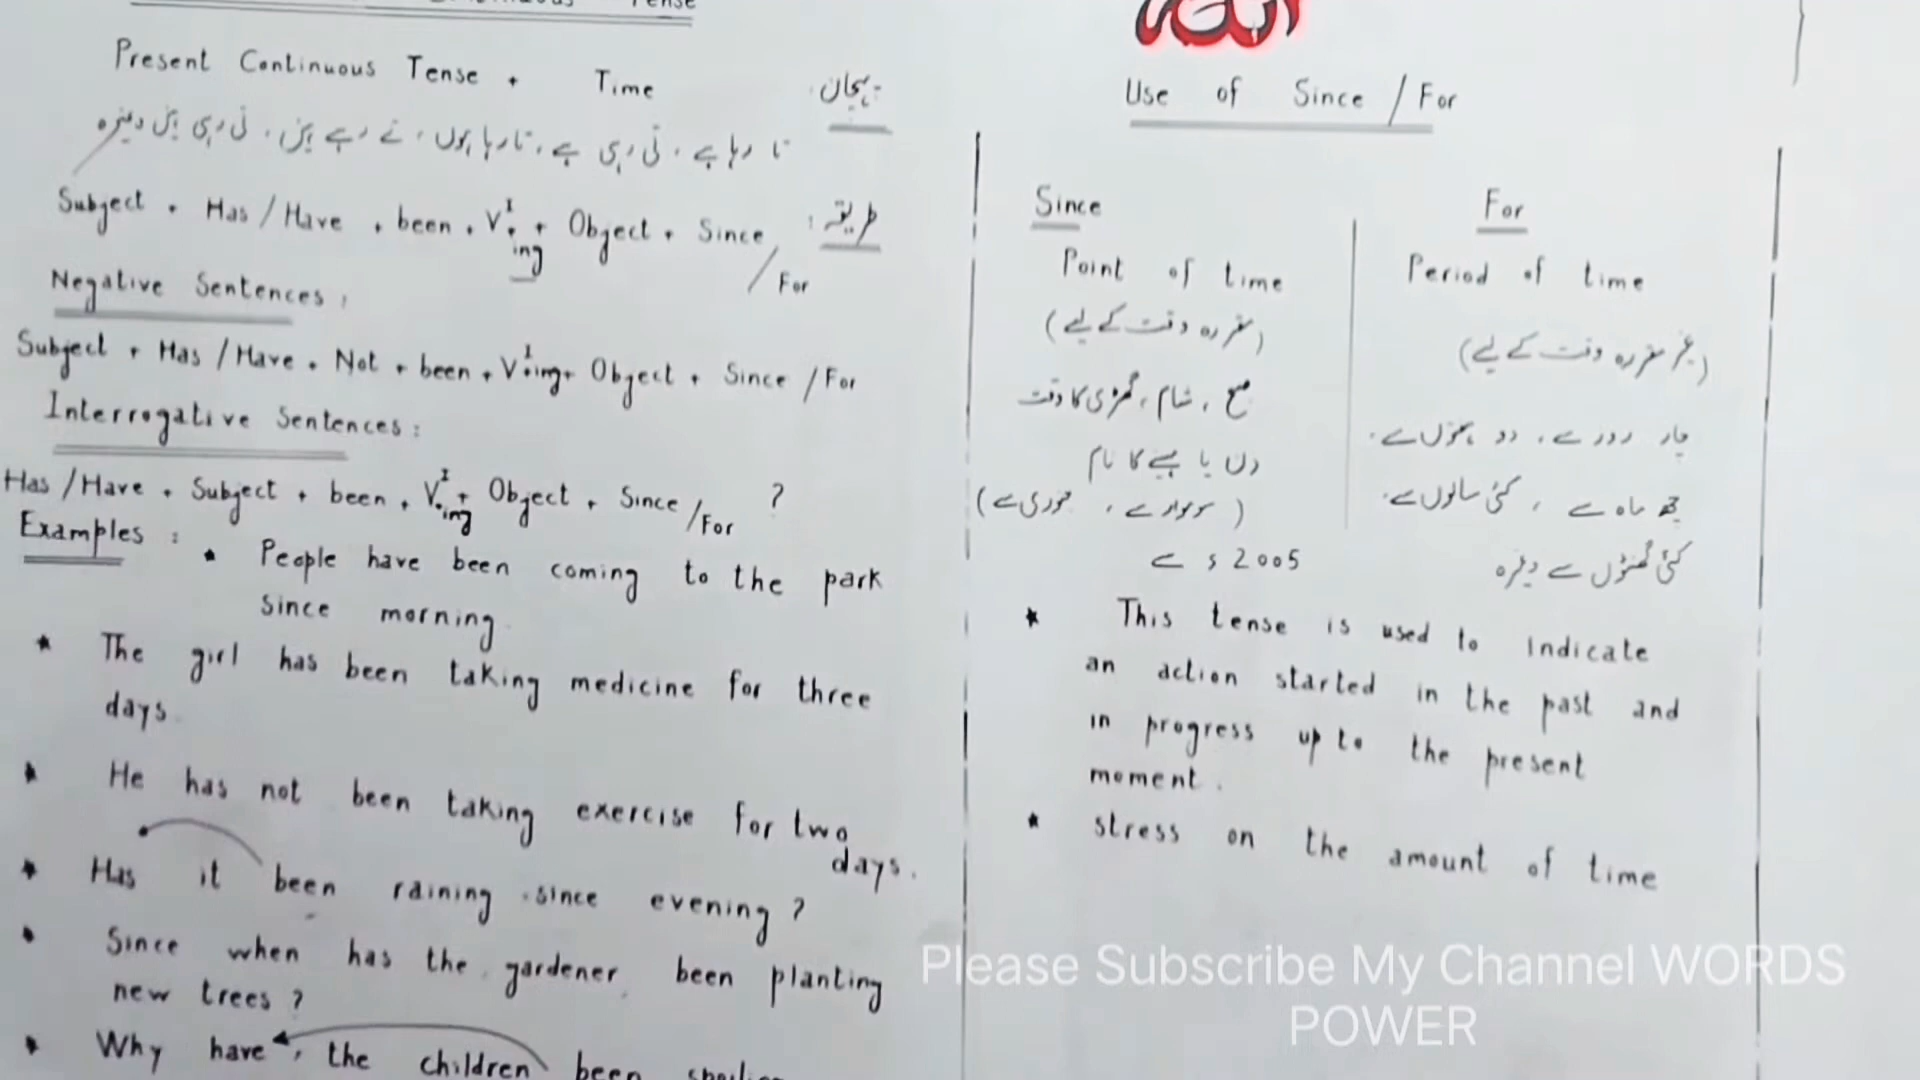 Tense
Present Continuous Tense + Time
پہچان:
تا رہا ہے، تی رہی ہے، تا رہا ہوں، تے رہے ہیں، تی رہی ہیں وغیرہ
Subject + Has / Have + been + V I + Object + Since / For
ing
طریقہ:
Negative Sentences :
Subject + Has / Have + Not + been + V I + ing + Object + Since / For
Interrogative Sentences :
Has / Have + Subject + been + V I + Object + Since / For ?
ing
Examples :
• People have been coming to the park
since morning.
* The girl has been taking medicine for three
days.
* He has not been taking exercise for two
days.
* Has it been raining since evening ?
* Since when has the gardener been planting
new trees ?
* Why have the children been
الله
Use of Since / For
Since
Point of time
(مقررہ وقت کے لیے)
صبح، شام، گھڑی کا وقت
دن یا مہینے کا نام
(سوموار سے، جنوری سے)
2005ء سے
For
Period of time
(غیر مقررہ وقت کے لیے)
چار روز سے، دو ہفتوں سے،
چھ ماہ سے، کئی سالوں سے،
کئی گھنٹوں سے وغیرہ
* This tense is used to indicate
an action started in the past and
in progress up to the present
moment.
* stress on the amount of time
Please Subscribe My Channel WORDS
POWER